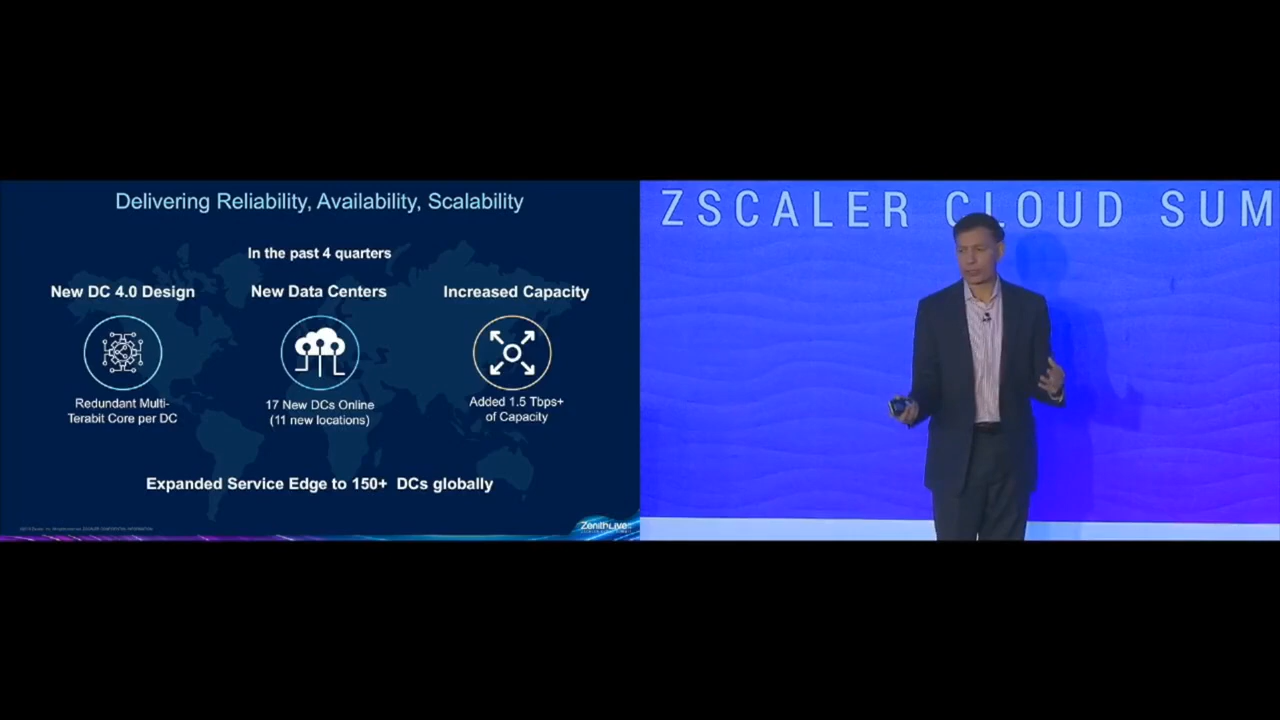 Delivering Reliability, Availability, Scalability
In the past 4 quarters
New DC 4.0 Design
New Data Centers
Increased Capacity
Redundant Multi-
Terabit Core per DC
17 New DCs Online
(11 new locations)
Added 1.5 Tbps+
of Capacity
Expanded Service Edge to 150+ DCs globally
ZenithLive
ZSCALER CLOUD SUM